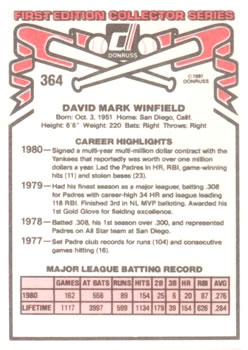 FIRST EDITION COLLECTOR SERIES
DONRUSS
364
©1981
DONRUSS
DAVID MARK WINFIELD
Born: Oct. 3, 1951 Home: San Diego, Calif.
Height: 6'6" Weight: 220 Bats: Right Throws: Right
CAREER HIGHLIGHTS
1980— Signed a multi-year multi-million dollar contract with the
Yankees that reportedly was worth over one million
dollars a year. Led the Padres in HR, RBI, game-winning
hits (11) and stolen bases (23).
1979— Had his finest season as a major leaguer, batting .308
for Padres with career-high 34 HR and league leading
118 RBI. Finished 3rd in NL MVP balloting. Awarded his
1st Gold Glove for fielding excellence.
1978— Batted .308, his 1st season over .300, and represented
Padres on All Star team at San Diego.
1977— Set Padre club records for runs (104) and consecutive
games hitting (16).
MAJOR LEAGUE BATTING RECORD
GAMES AT BATS RUNS HITS 2B 3B HR RBI AVG
1980 162 558 89 154 25 6 20 87 .276
LIFETIME 1117 3997 599 1134 179 39 154 626 .284